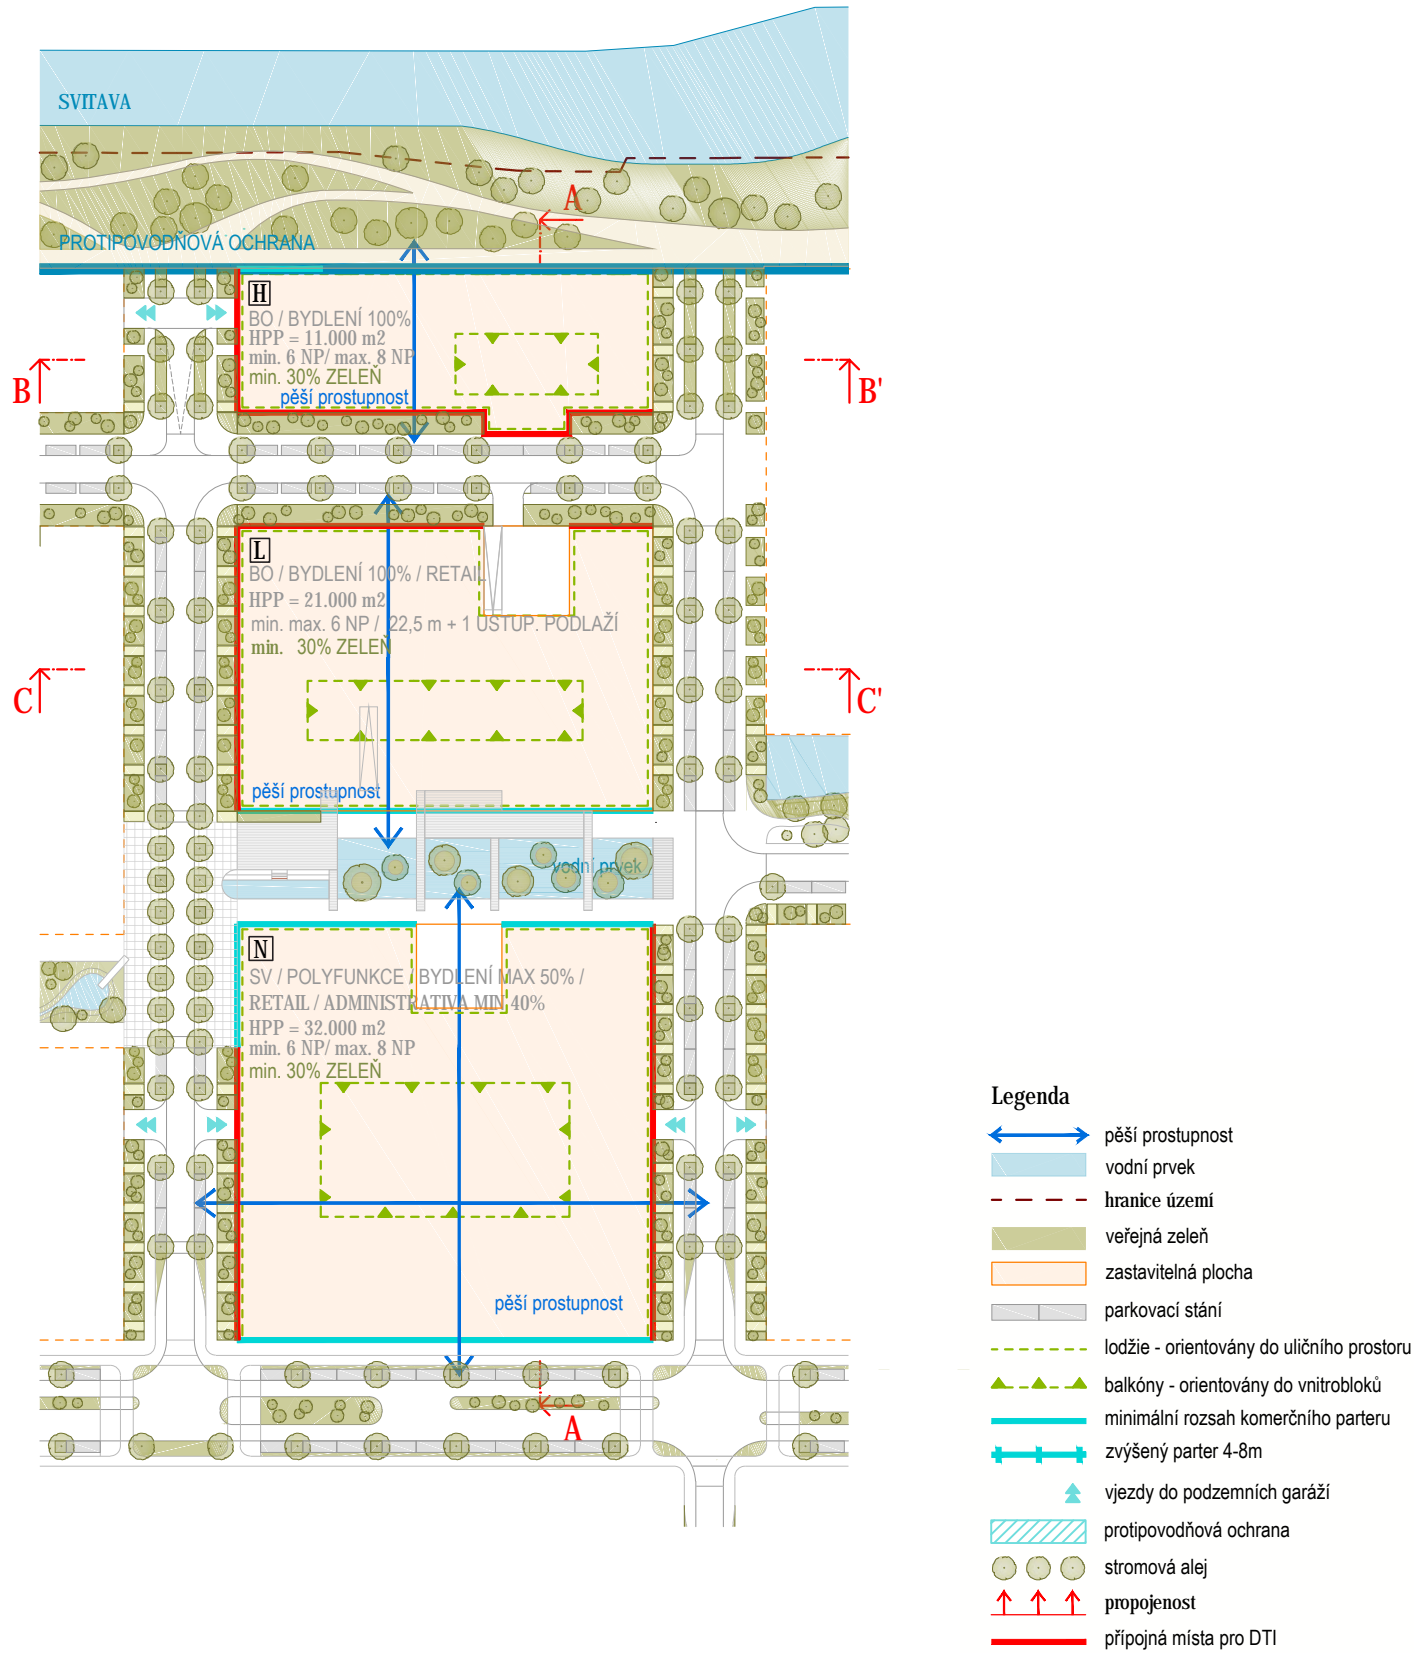 SVITAVA
A
PROTIPOVODŇOVÁ OCHRANA
H
BO / BYDLENÍ 100%
HPP = 11.000 m2
min. 6 NP/ max. 8 NP
min. 30% ZELEŇ
pěší prostupnost
B
B'
L
BO / BYDLENÍ 100% / RETAIL
HPP = 21.000 m2
min. max. 6 NP / 22,5 m + 1 ÚSTUP. PODLAŽÍ
min. 30% ZELEŇ
C
C'
pěší prostupnost
vodní prvek
N
SV / POLYFUNKCE / BYDLENÍ MAX 50% /
RETAIL / ADMINISTRATIVA MIN 40%
HPP = 32.000 m2
min. 6 NP/ max. 8 NP
min. 30% ZELEŇ
pěší prostupnost
A
Legenda
pěší prostupnost
vodní prvek
hranice území
veřejná zeleň
zastavitelná plocha
parkovací stání
lodžie - orientovány do uličního prostoru
balkóny - orientovány do vnitrobloků
minimální rozsah komerčního parteru
zvýšený parter 4-8m
vjezdy do podzemních garáží
protipovodňová ochrana
stromová alej
propojenost
přípojná místa pro DTI